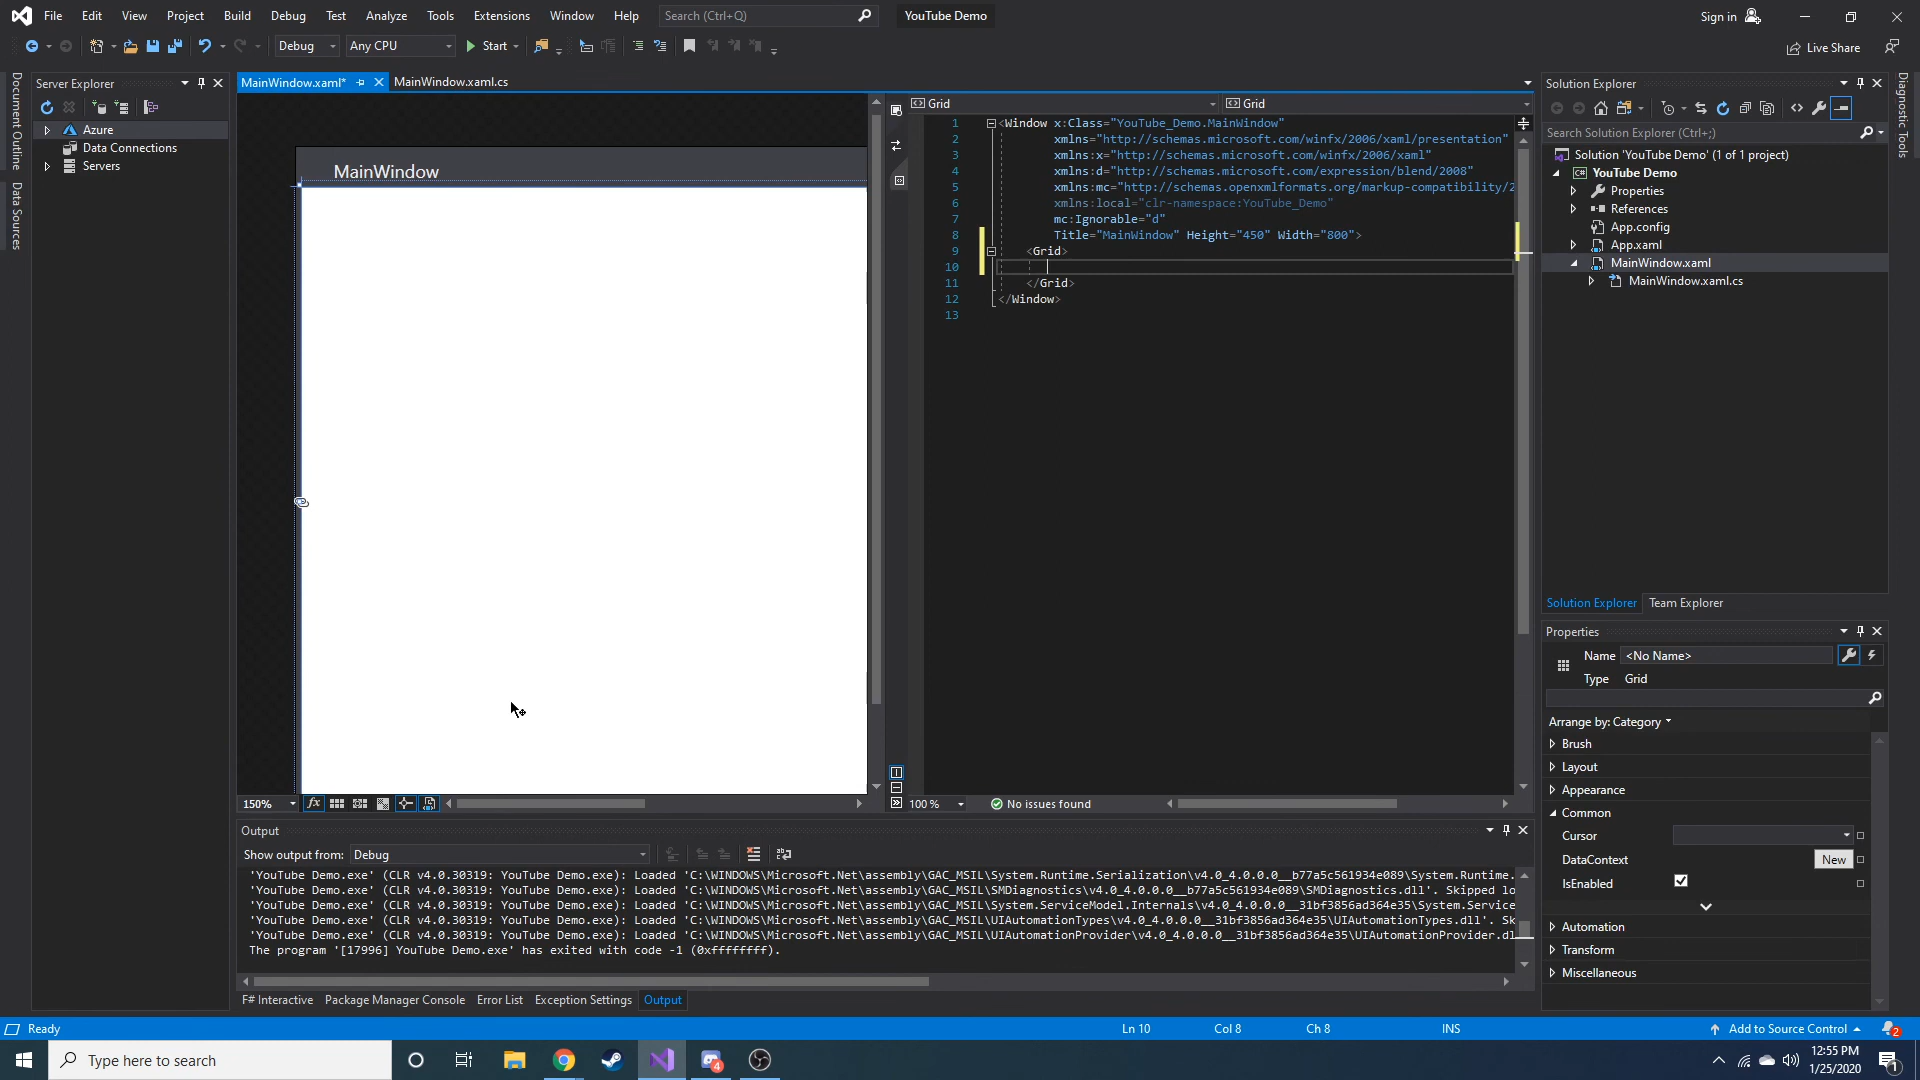 File Edit View Project Build Debug Test Analyze Tools Extensions Window Help Search (Ctrl+Q) YouTube Demo Sign in
Debug Any CPU Start Live Share
Document Outline
Data Sources
Server Explorer
Azure
Data Connections
Servers
MainWindow.xaml* MainWindow.xaml.cs
MainWindow
150%
Grid Grid
1 <Window x:Class="YouTube_Demo.MainWindow"
2 xmlns="http://schemas.microsoft.com/winfx/2006/xaml/presentation"
3 xmlns:x="http://schemas.microsoft.com/winfx/2006/xaml"
4 xmlns:d="http://schemas.microsoft.com/expression/blend/2008"
5 xmlns:mc="http://schemas.openxmlformats.org/markup-compatibility/2
6 xmlns:local="clr-namespace:YouTube_Demo"
7 mc:Ignorable="d"
8 Title="MainWindow" Height="450" Width="800">
9 <Grid>
10
11 </Grid>
12 </Window>
13
100 % No issues found
Output
Show output from: Debug
'YouTube Demo.exe' (CLR v4.0.30319: YouTube Demo.exe): Loaded 'C:\WINDOWS\Microsoft.Net\assembly\GAC_MSIL\System.Runtime.Serialization\v4.0_4.0.0.0__b77a5c561934e089\System.Runtime.
'YouTube Demo.exe' (CLR v4.0.30319: YouTube Demo.exe): Loaded 'C:\WINDOWS\Microsoft.Net\assembly\GAC_MSIL\SMDiagnostics\v4.0_4.0.0.0__b77a5c561934e089\SMDiagnostics.dll'. Skipped lo
'YouTube Demo.exe' (CLR v4.0.30319: YouTube Demo.exe): Loaded 'C:\WINDOWS\Microsoft.Net\assembly\GAC_MSIL\System.ServiceModel.Internals\v4.0_4.0.0.0__31bf3856ad364e35\System.Service
'YouTube Demo.exe' (CLR v4.0.30319: YouTube Demo.exe): Loaded 'C:\WINDOWS\Microsoft.Net\assembly\GAC_MSIL\UIAutomationTypes\v4.0_4.0.0.0__31bf3856ad364e35\UIAutomationTypes.dll'. Sk
'YouTube Demo.exe' (CLR v4.0.30319: YouTube Demo.exe): Loaded 'C:\WINDOWS\Microsoft.Net\assembly\GAC_MSIL\UIAutomationProvider\v4.0_4.0.0.0__31bf3856ad364e35\UIAutomationProvider.dl
The program '[17996] YouTube Demo.exe' has exited with code -1 (0xffffffff).
F# Interactive Package Manager Console Error List Exception Settings Output
Solution Explorer
Search Solution Explorer (Ctrl+;)
Solution 'YouTube Demo' (1 of 1 project)
C# YouTube Demo
Properties
References
App.config
App.xaml
MainWindow.xaml
MainWindow.xaml.cs
Solution Explorer Team Explorer
Properties
Name <No Name>
Type Grid
Arrange by: Category
Brush
Layout
Appearance
Common
Cursor
DataContext New
IsEnabled
Automation
Transform
Miscellaneous
Diagnostic Tools
Ready Ln 10 Col 8 Ch 8 INS Add to Source Control 2
Type here to search 4 12:55 PM
1/25/2020 1